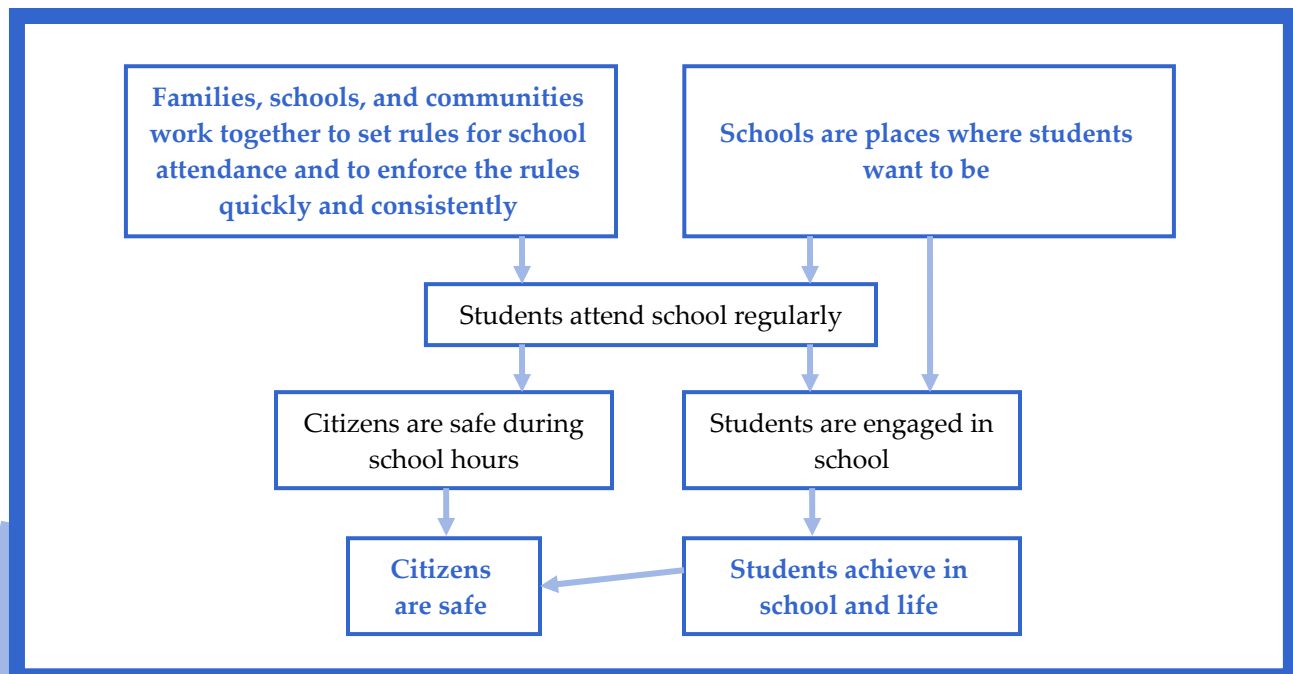 Families, schools, and communities
work together to set rules for school
attendance and to enforce the rules
quickly and consistently
Schools are places where students
want to be
Students attend school regularly
Citizens are safe during
school hours
Students are engaged in
school
Citizens
are safe
Students achieve in
school and life